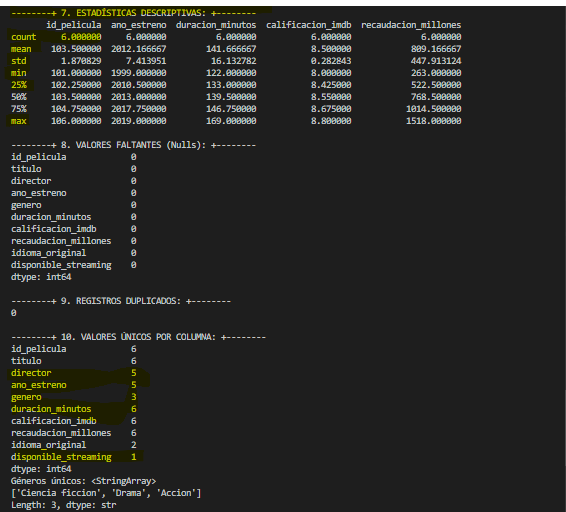 --------+ 7. ESTADÍSTICAS DESCRIPTIVAS: +--------
       id_pelicula  ano_estreno  duracion_minutos  calificacion_imdb  recaudacion_millones
count     6.000000     6.000000          6.000000           6.000000              6.000000
mean    103.500000  2012.166667        141.666667           8.500000            809.166667
std       1.870829     7.413951         16.132782           0.282843            447.913124
min     101.000000  1999.000000        122.000000           8.000000            263.000000
25%     102.250000  2010.500000        133.000000           8.425000            522.500000
50%     103.500000  2013.000000        139.500000           8.550000            768.500000
75%     104.750000  2017.750000        146.750000           8.675000           1014.500000
max     106.000000  2019.000000        169.000000           8.800000           1518.000000
--------+ 8. VALORES FALTANTES (Nulls): +--------
id_pelicula             0
titulo                  0
director                0
ano_estreno             0
genero                  0
duracion_minutos        0
calificacion_imdb       0
recaudacion_millones    0
idioma_original         0
disponible_streaming    0
dtype: int64
--------+ 9. REGISTROS DUPLICADOS: +--------
0
--------+ 10. VALORES ÚNICOS POR COLUMNA: +--------
id_pelicula             6
titulo                  6
director                5
ano_estreno             5
genero                  3
duracion_minutos        6
calificacion_imdb       6
recaudacion_millones    6
idioma_original         2
disponible_streaming    1
dtype: int64
Géneros únicos: <StringArray>
['Ciencia ficcion', 'Drama', 'Accion']
Length: 3, dtype: str